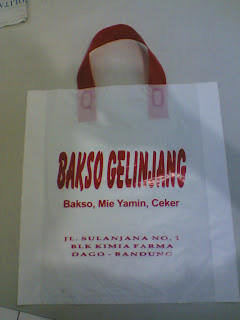 BAKSO GELINJANG
Bakso, Mie Yamin, Ceker
JL. SULANJANA NO. 1
BLK KIMIA FARMA
DAGO - BANDUNG